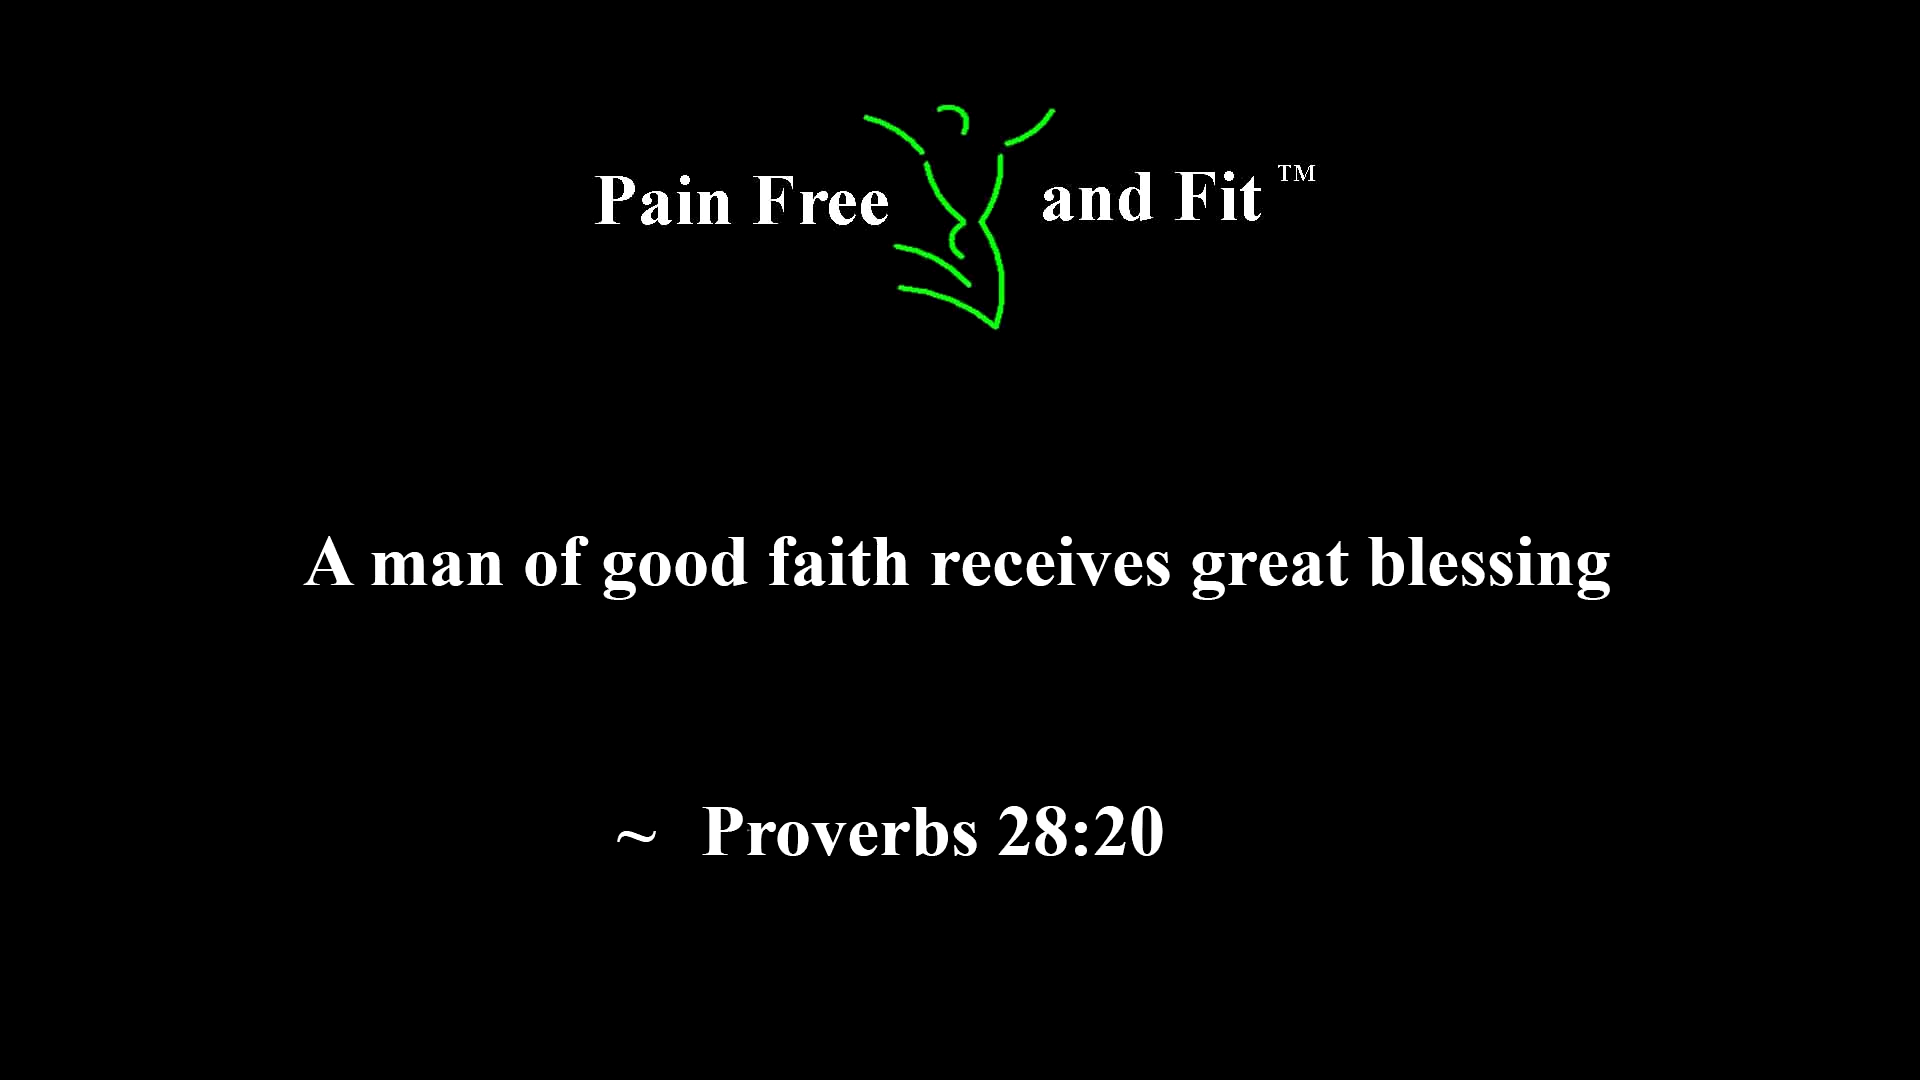 Pain Free and Fit ™
A man of good faith receives great blessing
~ Proverbs 28:20